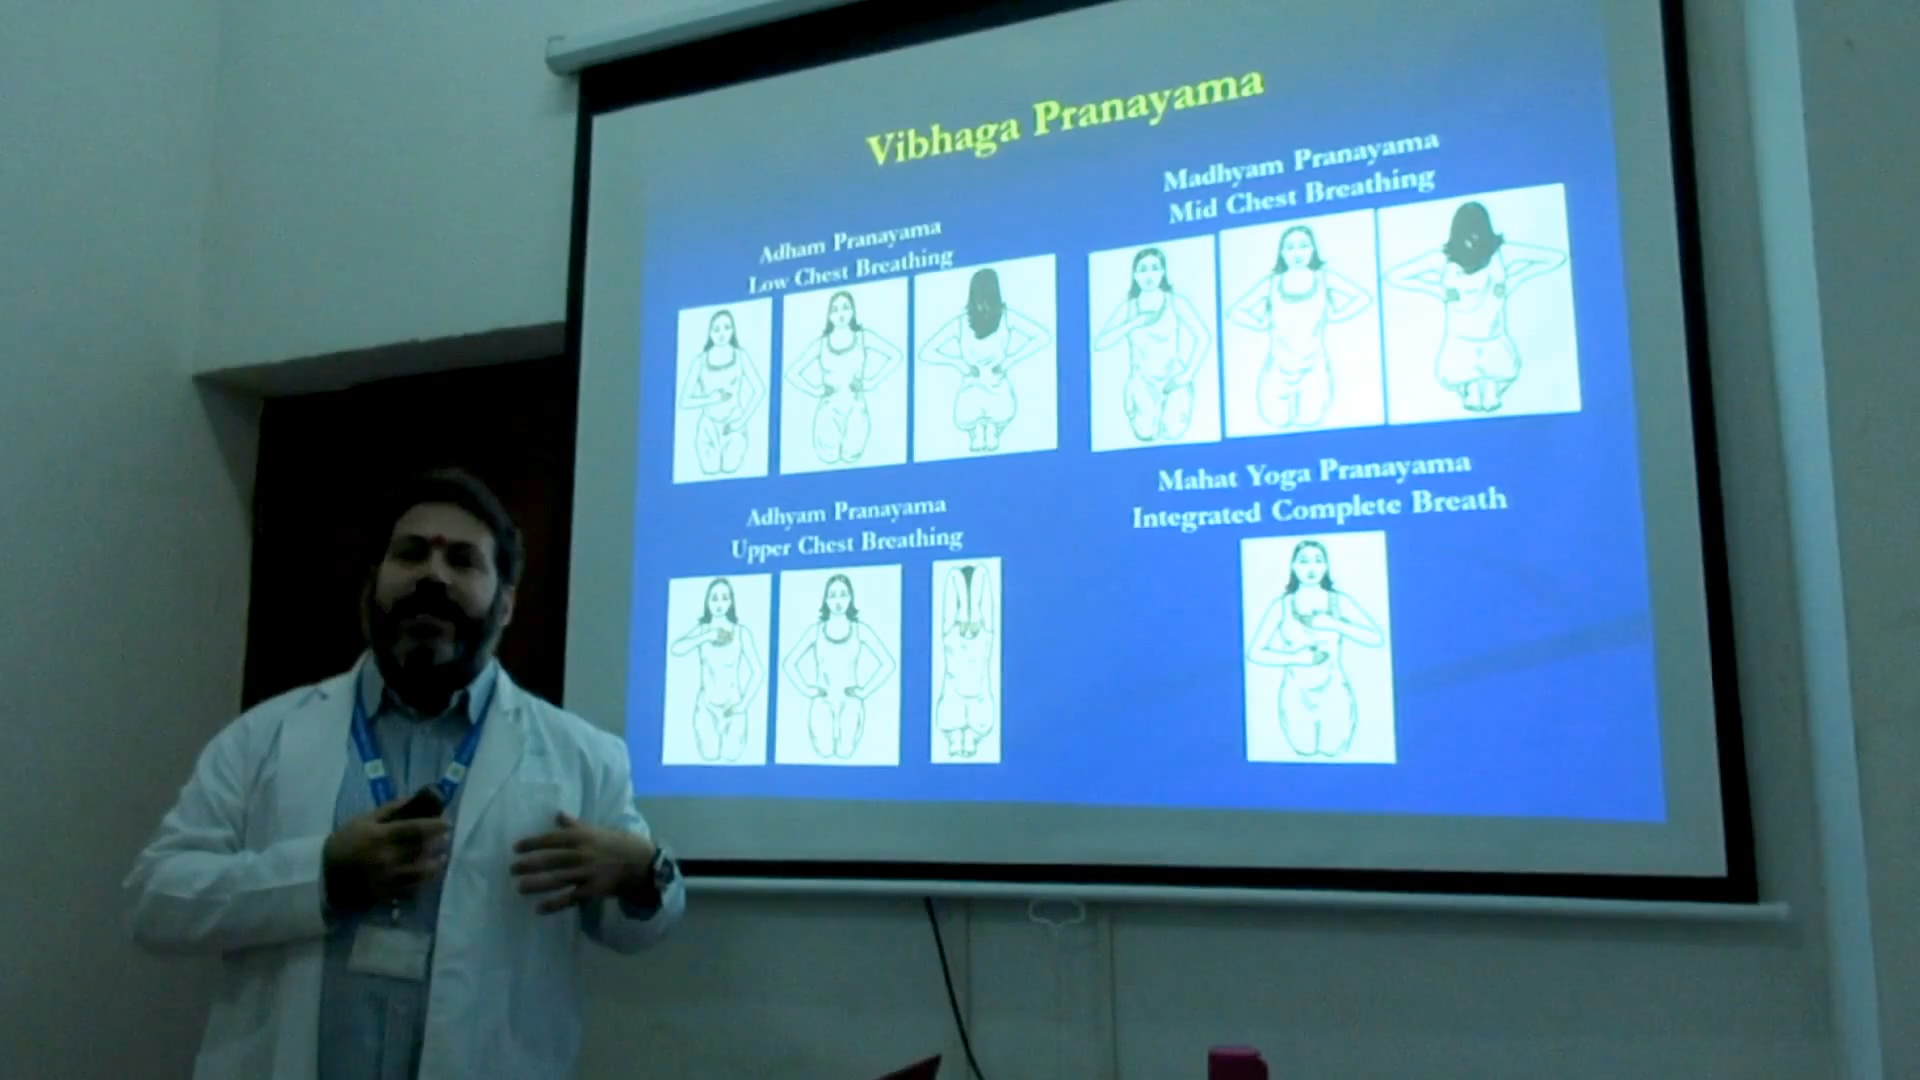 Vibhaga Pranayama
Adham Pranayama
Low Chest Breathing
Madhyam Pranayama
Mid Chest Breathing
Adhyam Pranayama
Upper Chest Breathing
Mahat Yoga Pranayama
Integrated Complete Breath